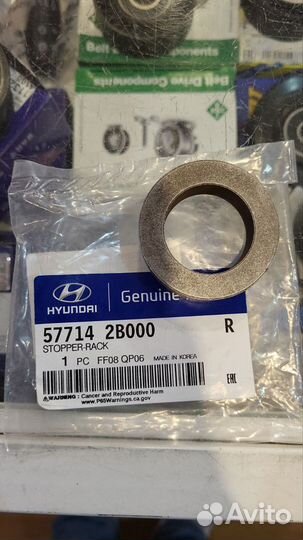 Belt Drive Components
Belt Drive Components
HYUNDAI
Genuine
57714 2B000
R
STOPPER-RACK
1 PC FF08 QP06 MADE IN KOREA
EAC
WARNING: Cancer and Reproductive Harm
www.P65Warnings.ca.gov
Avito